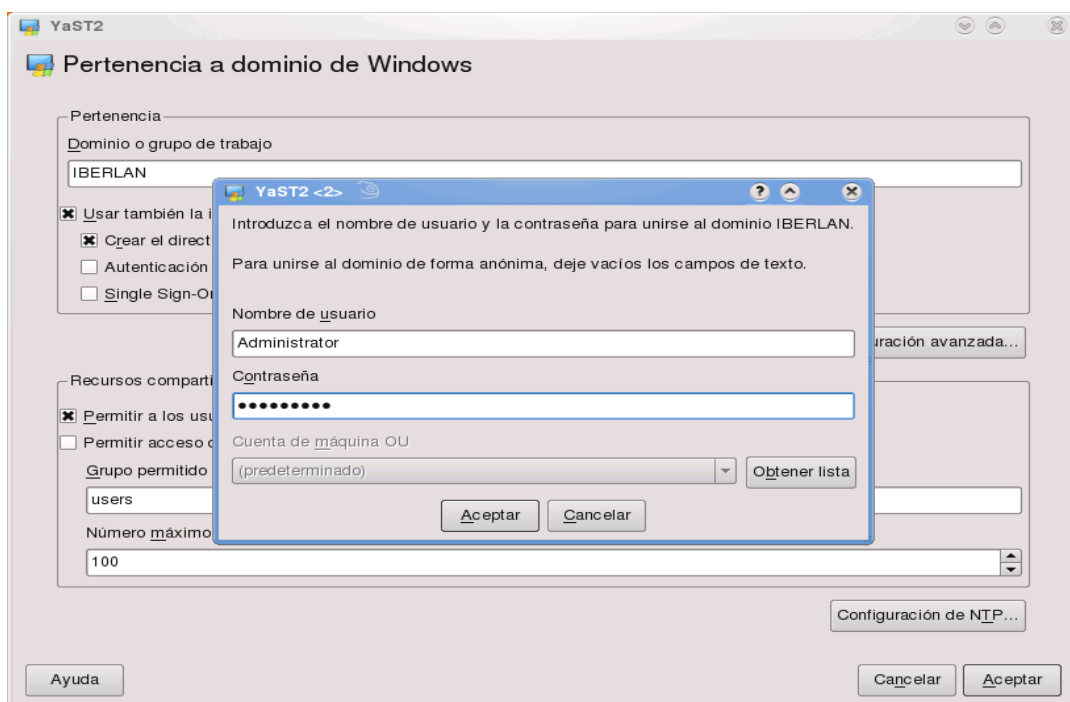 YaST2
Pertenencia a dominio de Windows
Pertenencia
Dominio o grupo de trabajo
IBERLAN
Usar también la i
Crear el direct
Autenticación
Single Sign-O
uración avanzada...
Recursos comparti
Permitir a los usu
Permitir acceso
Grupo permitido
users
Número máximo
100
Configuración de NTP...
Ayuda
Cancelar
Aceptar
YaST2 <2>
Introduzca el nombre de usuario y la contraseña para unirse al dominio IBERLAN.
Para unirse al dominio de forma anónima, deje vacíos los campos de texto.
Nombre de usuario
Administrator
Contraseña
●●●●●●●●●
Cuenta de máquina OU
(predeterminado)
Obtener lista
Aceptar
Cancelar